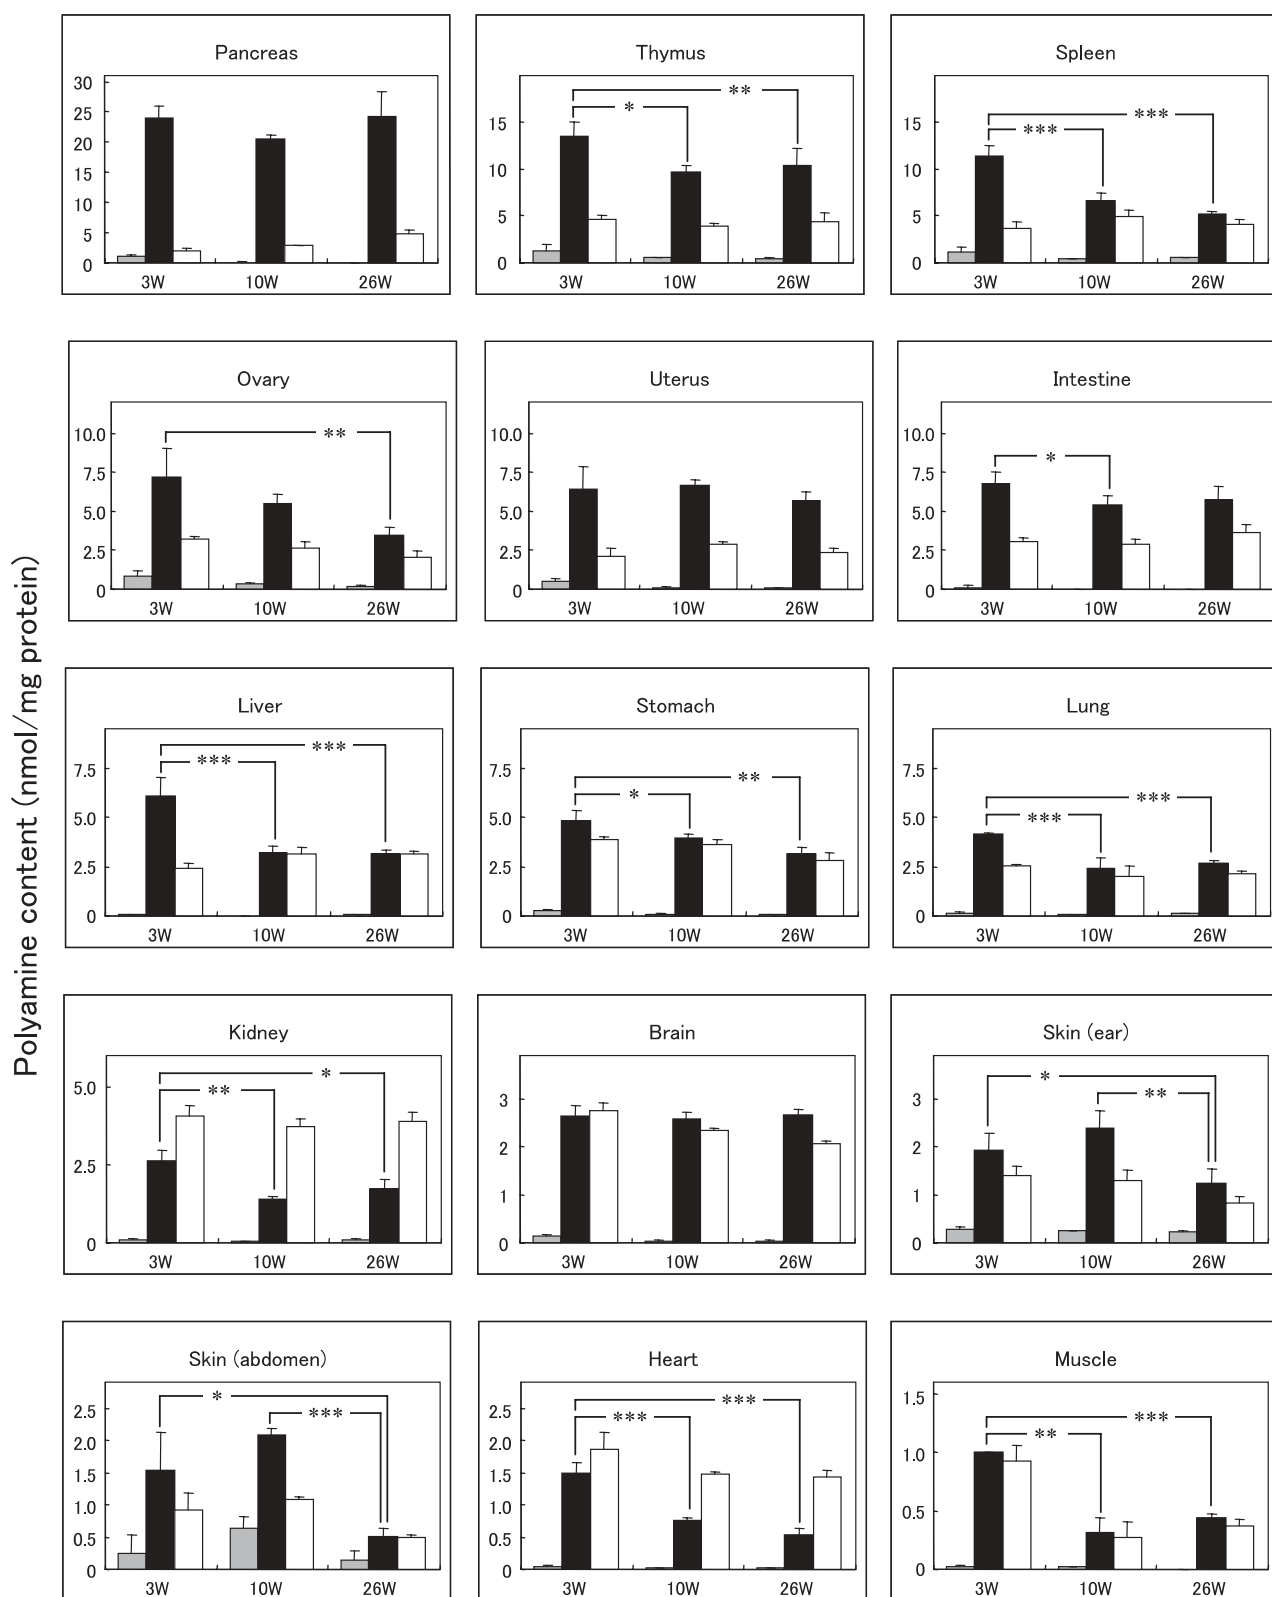 Polyamine content (nmol/mg protein)
Pancreas
30
25
20
15
10
5
0
3W 10W 26W
Thymus
15
10
5
0
* **
3W 10W 26W
Spleen
15
10
5
0
*** ***
3W 10W 26W
Ovary
10.0
7.5
5.0
2.5
0
**
3W 10W 26W
Uterus
10.0
7.5
5.0
2.5
0
3W 10W 26W
Intestine
10.0
7.5
5.0
2.5
0
*
3W 10W 26W
Liver
7.5
5.0
2.5
0
*** ***
3W 10W 26W
Stomach
7.5
5.0
2.5
0
* **
3W 10W 26W
Lung
7.5
5.0
2.5
0
*** ***
3W 10W 26W
Kidney
5.0
2.5
0
** *
3W 10W 26W
Brain
3
2
1
0
3W 10W 26W
Skin (ear)
3
2
1
0
* **
3W 10W 26W
Skin (abdomen)
2.5
2.0
1.5
1.0
0.5
0
* ***
3W 10W 26W
Heart
2.5
2.0
1.5
1.0
0.5
0
*** ***
3W 10W 26W
Muscle
1.5
1.0
0.5
0
** ***
3W 10W 26W